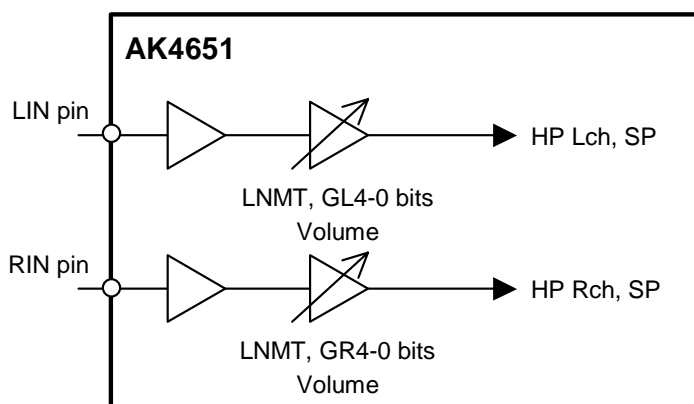 AK4651
LIN pin
HP Lch, SP
LNMT, GL4-0 bits
Volume
RIN pin
HP Rch, SP
LNMT, GR4-0 bits
Volume